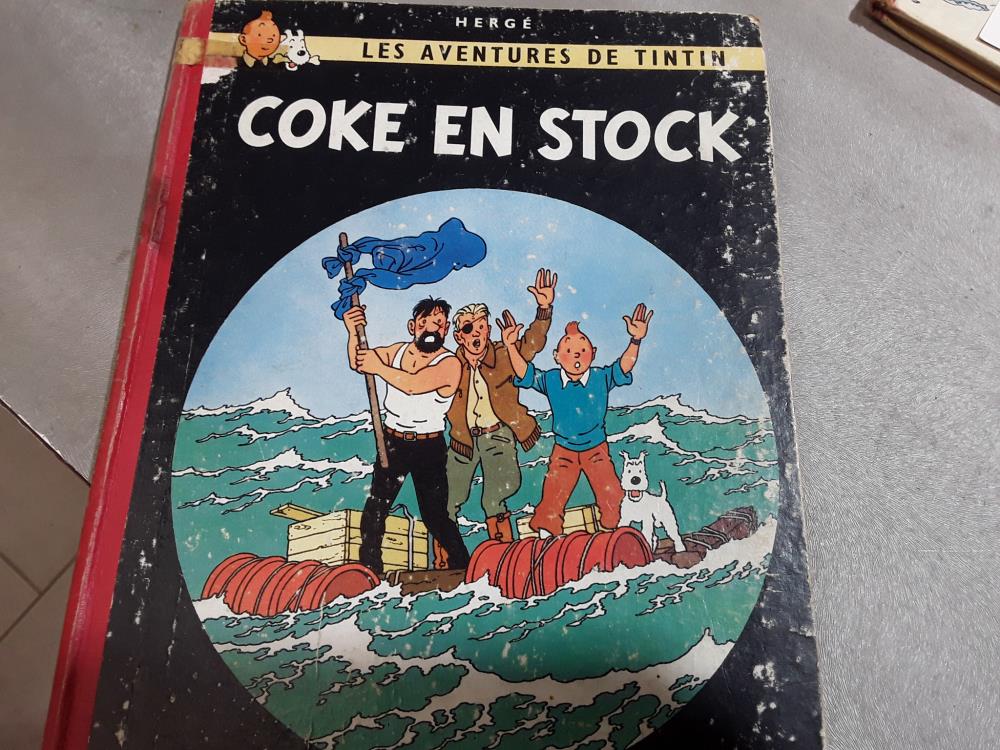 HERGÉ
LES AVENTURES DE TINTIN
COKE EN STOCK